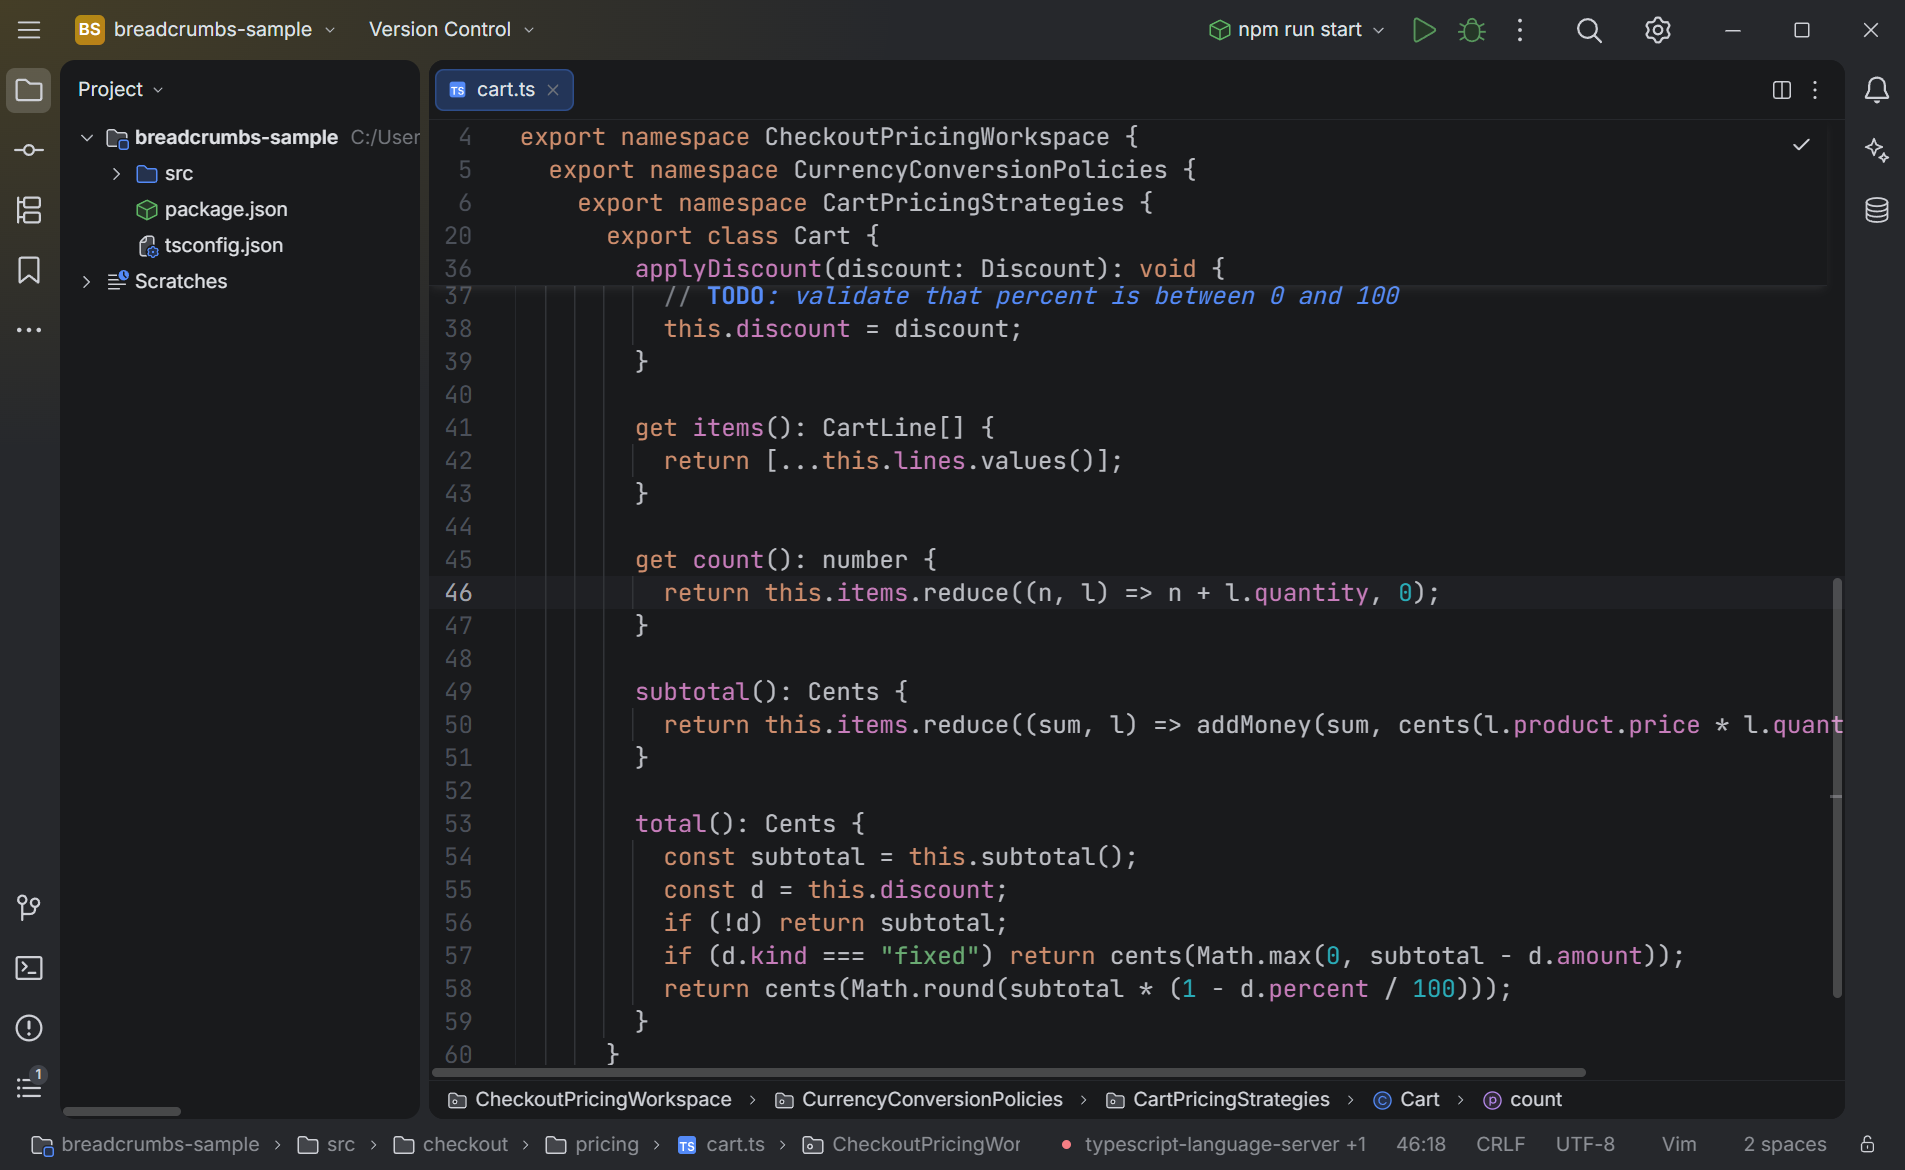 BS breadcrumbs-sample Version Control npm run start
Project
breadcrumbs-sample C:/User
src
package.json
tsconfig.json
Scratches
1
TS cart.ts
4 export namespace CheckoutPricingWorkspace {
5 export namespace CurrencyConversionPolicies {
6 export namespace CartPricingStrategies {
20 export class Cart {
36 applyDiscount(discount: Discount): void {
37 // TODO: validate that percent is between 0 and 100
38 this.discount = discount;
39 }
40
41 get items(): CartLine[] {
42 return [...this.lines.values()];
43 }
44
45 get count(): number {
46 return this.items.reduce((n, l) => n + l.quantity, 0);
47 }
48
49 subtotal(): Cents {
50 return this.items.reduce((sum, l) => addMoney(sum, cents(l.product.price * l.quant
51 }
52
53 total(): Cents {
54 const subtotal = this.subtotal();
55 const d = this.discount;
56 if (!d) return subtotal;
57 if (d.kind === "fixed") return cents(Math.max(0, subtotal - d.amount));
58 return cents(Math.round(subtotal * (1 - d.percent / 100)));
59 }
60 }
CheckoutPricingWorkspace > CurrencyConversionPolicies > CartPricingStrategies > C Cart > p count
breadcrumbs-sample > src > checkout > pricing > TS cart.ts > CheckoutPricingWor typescript-language-server +1 46:18 CRLF UTF-8 Vim 2 spaces